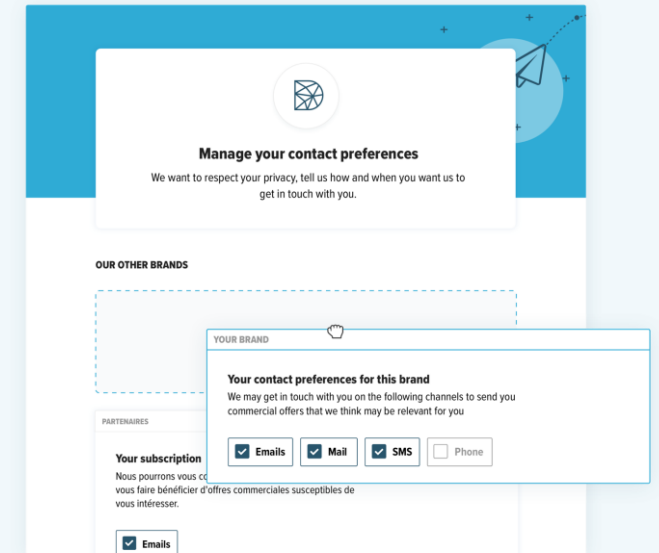 Manage your contact preferences
We want to respect your privacy, tell us how and when you want us to
get in touch with you.
OUR OTHER BRANDS
YOUR BRAND
Your contact preferences for this brand
We may get in touch with you on the following channels to send you
commercial offers that we think may be relevant for you
Emails Mail SMS Phone
PARTENAIRES
Your subscription
Nous pourrons vous
vous faire bénéficier d'offres commerciales susceptibles de
vous intéresser.
Emails